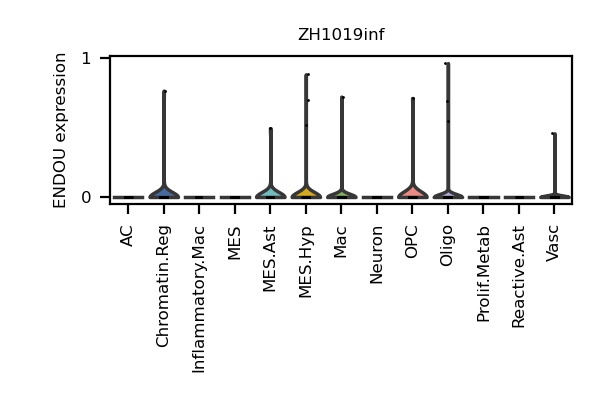 ZH1019inf
ENDOU expression
1
0
AC
Chromatin.Reg
Inflammatory.Mac
MES
MES.Ast
MES.Hyp
Mac
Neuron
OPC
Oligo
Prolif.Metab
Reactive.Ast
Vasc